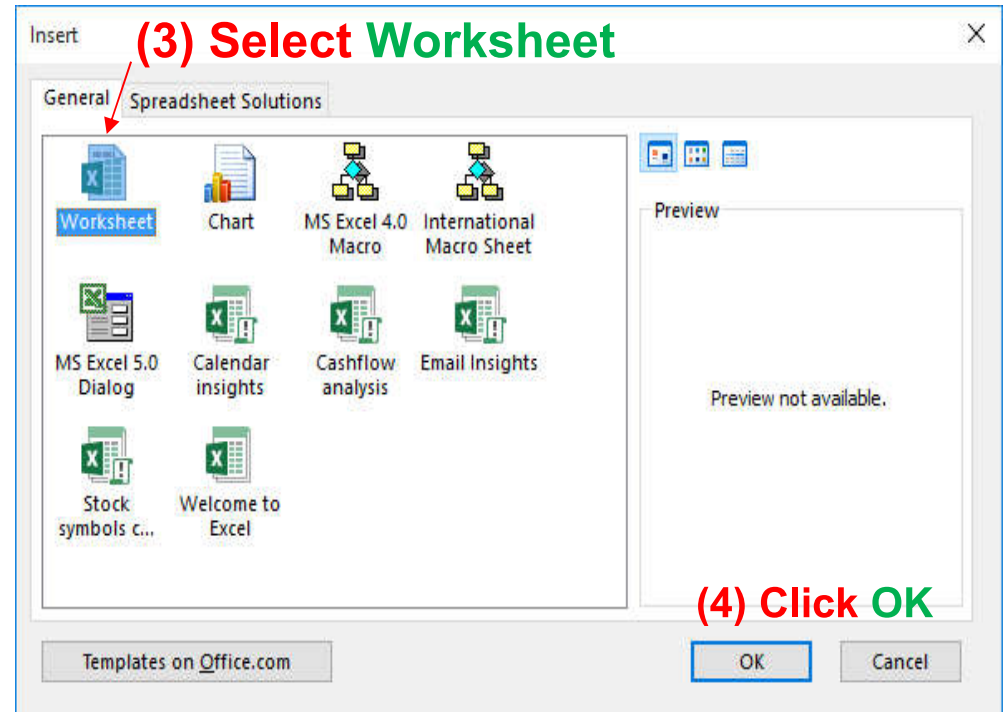 Insert
(3) Select Worksheet
General
Spreadsheet Solutions
Worksheet
Chart
MS Excel 4.0
Macro
International
Macro Sheet
MS Excel 5.0
Dialog
Calendar
insights
Cashflow
analysis
Email Insights
Stock
symbols c...
Welcome to
Excel
Preview
Preview not available.
(4) Click OK
Templates on Office.com
OK
Cancel